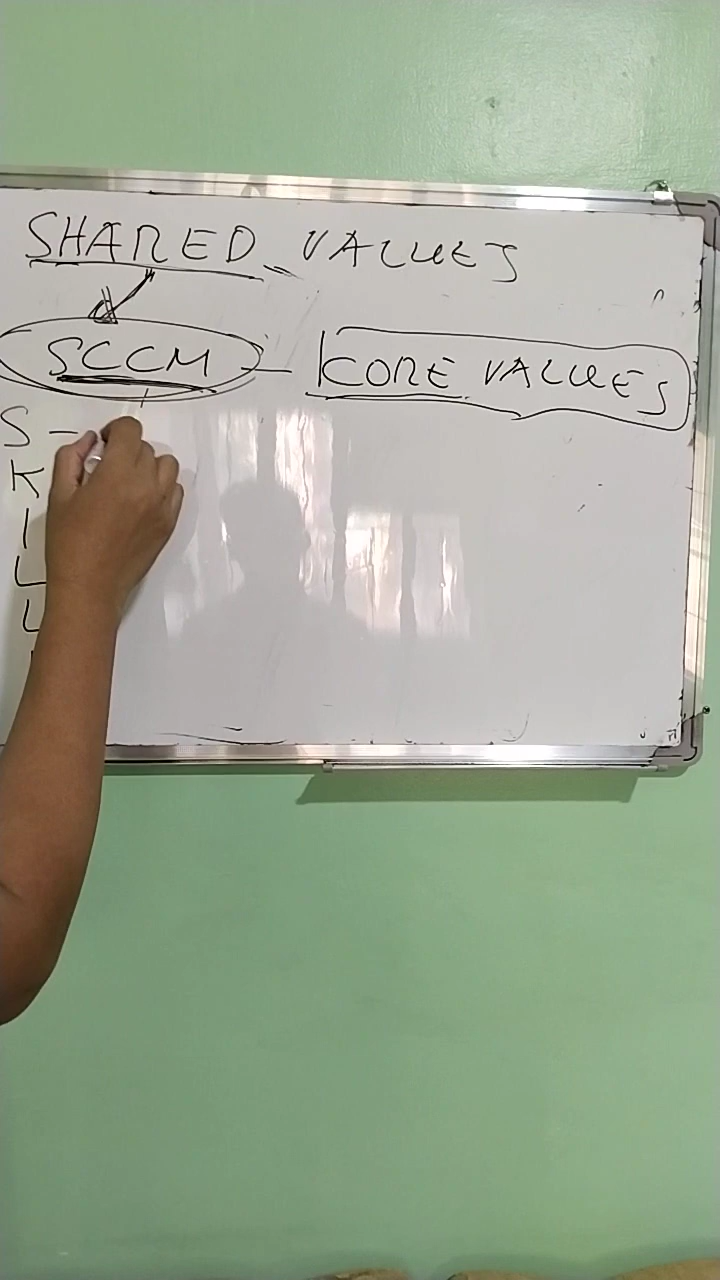 SHARED VALUES
SCCM — CORE VALUES
S —
K
I
L
L